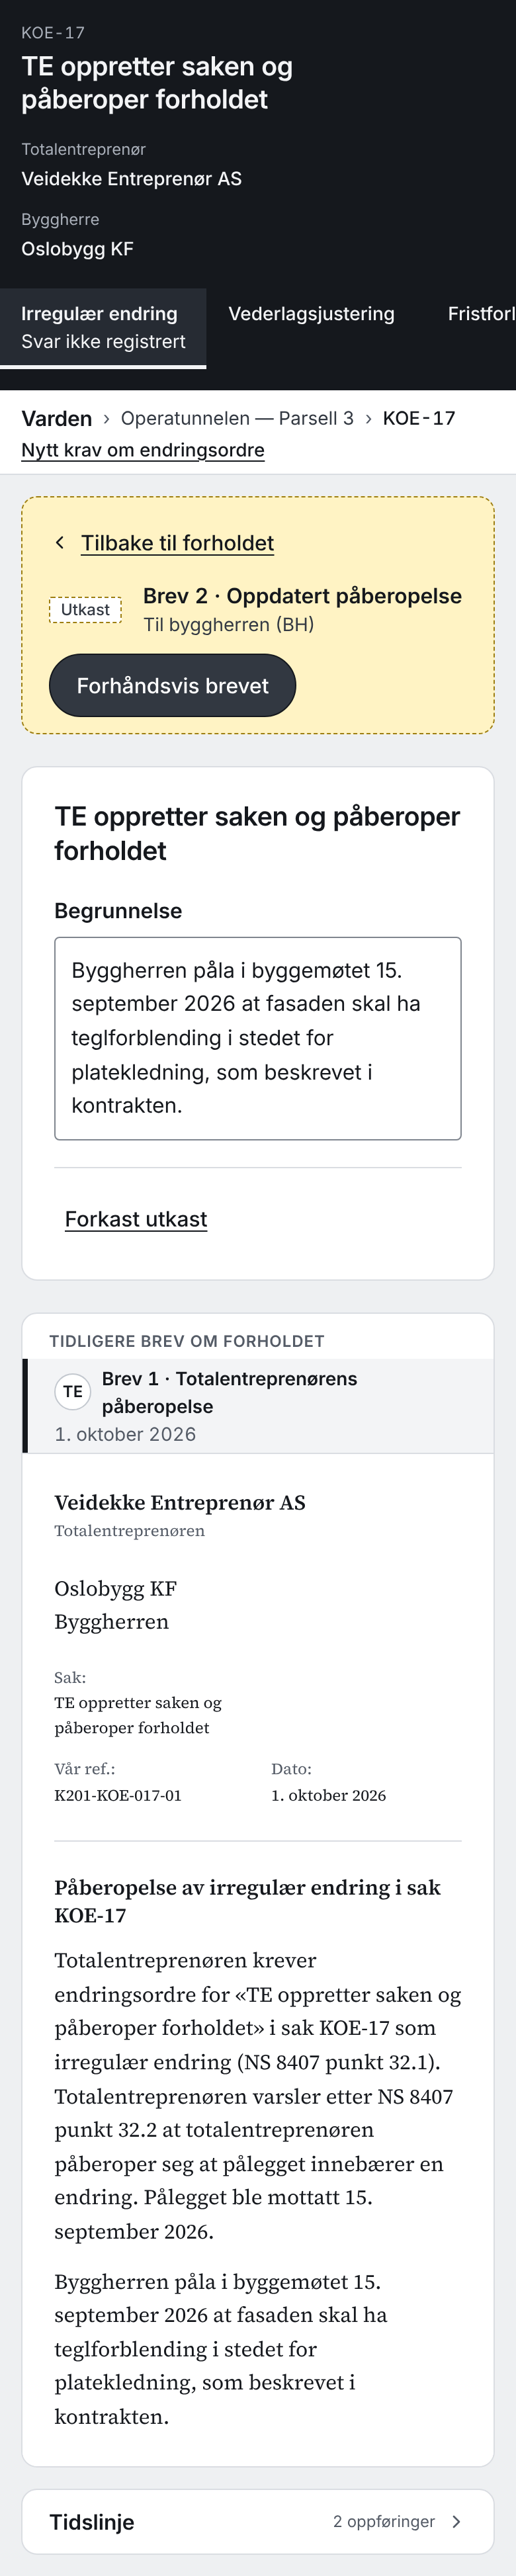 KOE-17
TE oppretter saken og
påberoper forholdet
Totalentreprenør
Veidekke Entreprenør AS
Byggherre
Oslobygg KF
Irregulær endring
Svar ikke registrert
Vederlagsjustering
Fristforl
Varden › Operatunnelen — Parsell 3 › KOE-17
Nytt krav om endringsordre
Tilbake til forholdet
Utkast
Brev 2 · Oppdatert påberopelse
Til byggherren (BH)
Forhåndsvis brevet
TE oppretter saken og påberoper
forholdet
Begrunnelse
Byggherren påla i byggemøtet 15.
september 2026 at fasaden skal ha
teglforblending i stedet for
platekledning, som beskrevet i
kontrakten.
Forkast utkast
TIDLIGERE BREV OM FORHOLDET
TE
Brev 1 · Totalentreprenørens
påberopelse
1. oktober 2026
Veidekke Entreprenør AS
Totalentreprenøren
Oslobygg KF
Byggherren
Sak:
TE oppretter saken og
påberoper forholdet
Vår ref.:
K201-KOE-017-01
Dato:
1. oktober 2026
Påberopelse av irregulær endring i sak
KOE-17
Totalentreprenøren krever
endringsordre for «TE oppretter saken og
påberoper forholdet» i sak KOE-17 som
irregulær endring (NS 8407 punkt 32.1).
Totalentreprenøren varsler etter NS 8407
punkt 32.2 at totalentreprenøren
påberoper seg at pålegget innebærer en
endring. Pålegget ble mottatt 15.
september 2026.
Byggherren påla i byggemøtet 15.
september 2026 at fasaden skal ha
teglforblending i stedet for
platekledning, som beskrevet i
kontrakten.
Tidslinje
2 oppføringer